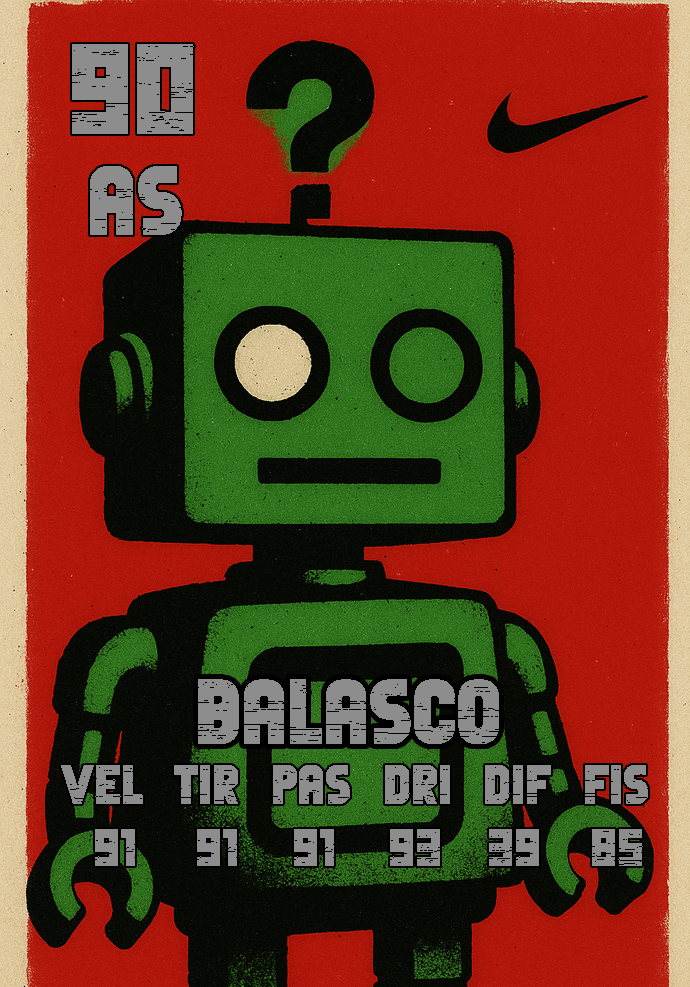 90
?
AS
BALASCO
VEL TIR PAS DRI DIF FIS
91 91 91 93 39 85